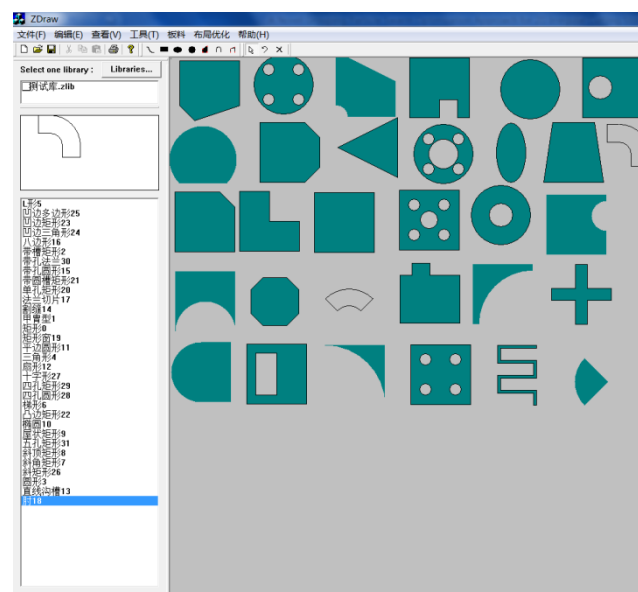 ZDraw
文件(F) 编辑(E) 查看(V) 工具(T) 板料 布局优化 帮助(H)
Select one library : Libraries...
测试库.zlib
L形5
凹边多边形25
凹边矩形23
凹边三角形24
八边形16
带槽矩形2
带孔法兰30
带孔圆形15
带圆槽矩形21
单孔矩形20
法兰切片17
割缝14
甲胄型1
矩形0
矩形窗19
平边圆形11
三角形4
扇形12
十字形27
四孔矩形29
四孔圆形28
梯形6
凸边矩形22
椭圆10
屋状矩形9
五孔矩形31
斜顶矩形8
斜角矩形7
斜矩形26
圆形3
直线沟槽13
肘18